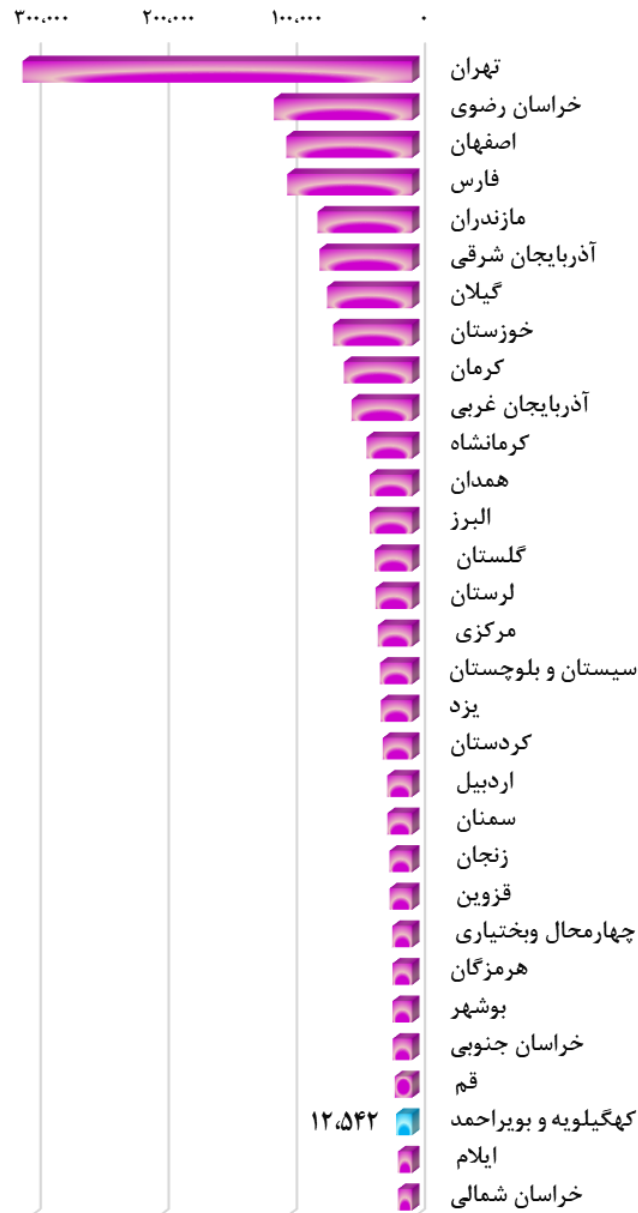 ۳۰۰،۰۰۰ ۲۰۰،۰۰۰ ۱۰۰،۰۰۰ ۰
تهران
خراسان رضوی
اصفهان
فارس
مازندران
آذربایجان شرقی
گیلان
خوزستان
کرمان
آذربایجان غربی
کرمانشاه
همدان
البرز
گلستان
لرستان
مرکزی
سیستان و بلوچستان
یزد
کردستان
اردبیل
سمنان
زنجان
قزوین
چهارمحال وبختیاری
هرمزگان
بوشهر
خراسان جنوبی
قم
کهگیلویه و بویراحمد ۱۲،۵۴۲
ایلام
خراسان شمالی